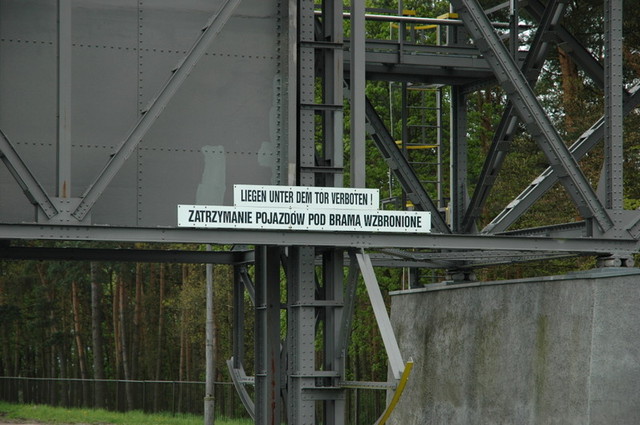 LIEGEN UNTER DEM TOR VERBOTEN !
ZATRZYMANIE POJAZDÓW POD BRAMĄ WZBRONIONE